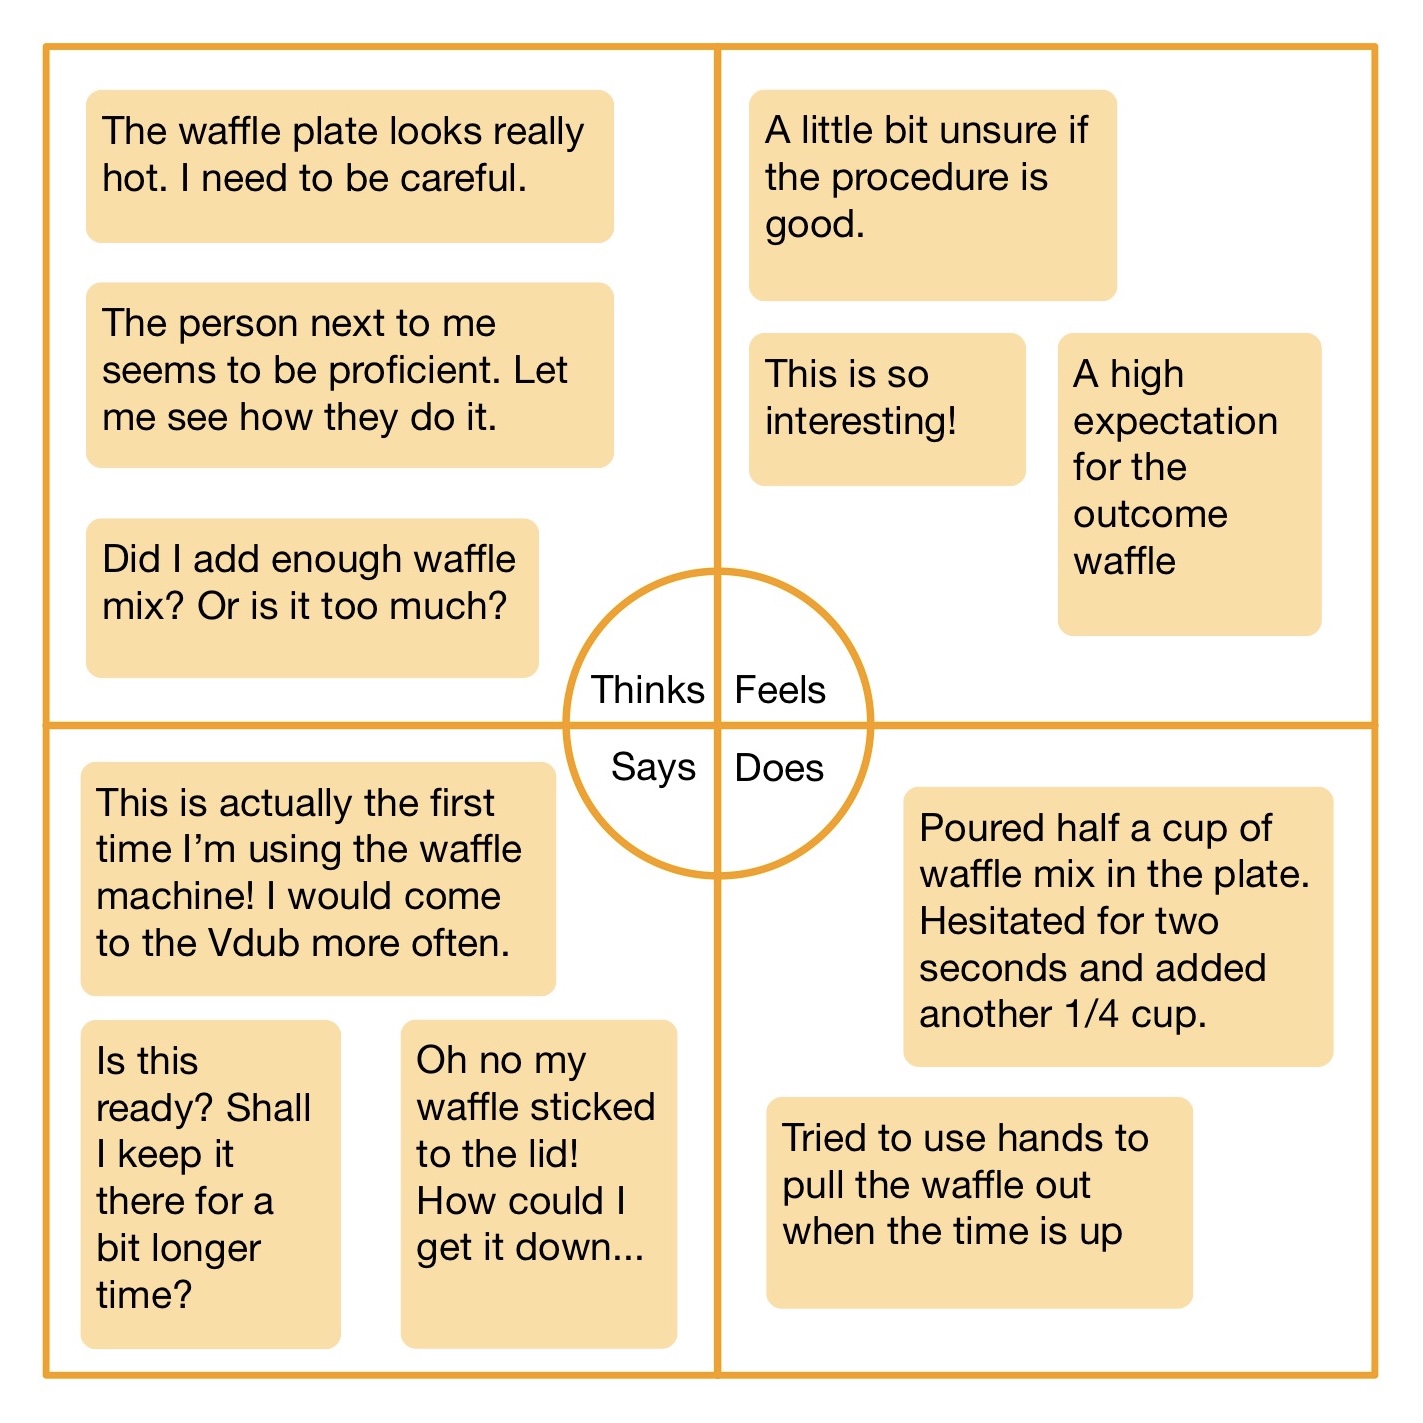 The waffle plate looks really
hot. I need to be careful.
The person next to me
seems to be proficient. Let
me see how they do it.
Did I add enough waffle
mix? Or is it too much?
A little bit unsure if
the procedure is
good.
This is so
interesting!
A high
expectation
for the
outcome
waffle
Thinks
Feels
Says
Does
This is actually the first
time I’m using the waffle
machine! I would come
to the Vdub more often.
Is this
ready? Shall
I keep it
there for a
bit longer
time?
Oh no my
waffle sticked
to the lid!
How could I
get it down...
Poured half a cup of
waffle mix in the plate.
Hesitated for two
seconds and added
another 1/4 cup.
Tried to use hands to
pull the waffle out
when the time is up